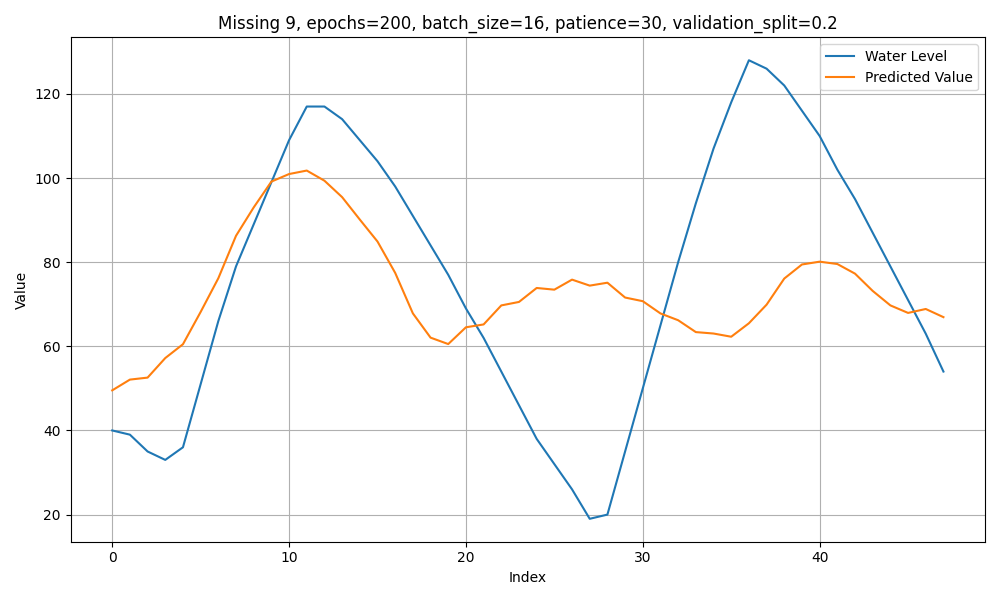 Missing 9, epochs=200, batch_size=16, patience=30, validation_split=0.2
Water Level
Predicted Value
Value
120
100
80
60
40
20
0
10
20
30
40
Index